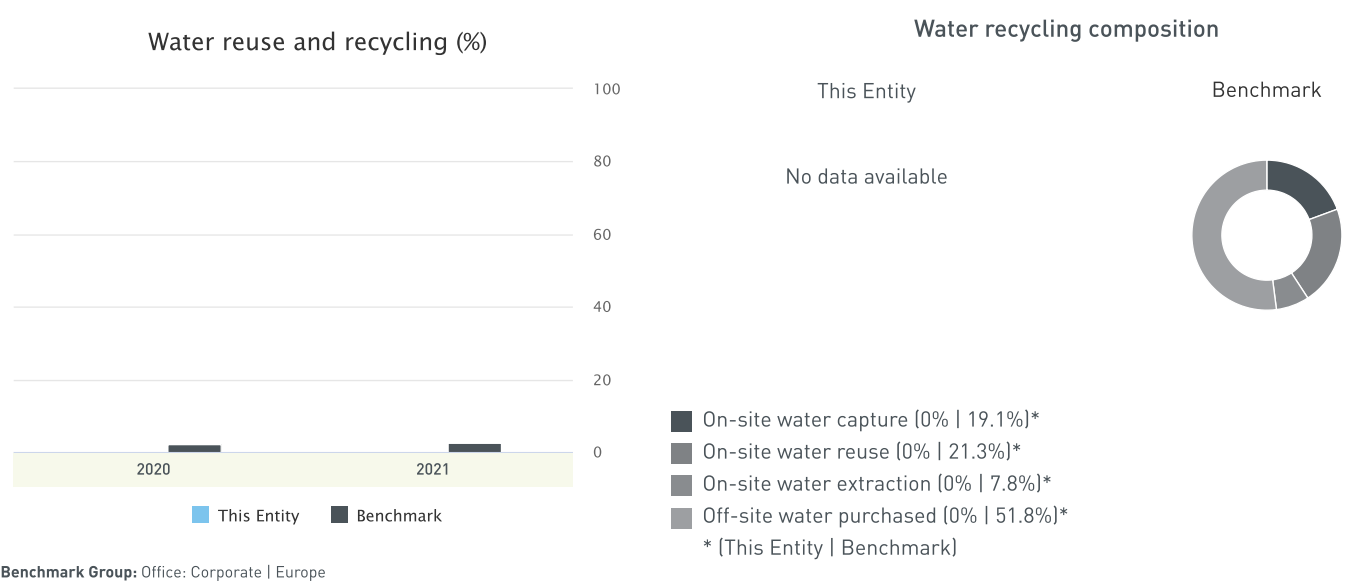 Water reuse and recycling (%)
100
80
60
40
20
0
2020
2021
This Entity
Benchmark
Benchmark Group: Office: Corporate | Europe
Water recycling composition
This Entity
Benchmark
No data available
On-site water capture (0% | 19.1%)*
On-site water reuse (0% | 21.3%)*
On-site water extraction (0% | 7.8%)*
Off-site water purchased (0% | 51.8%)*
* (This Entity | Benchmark)